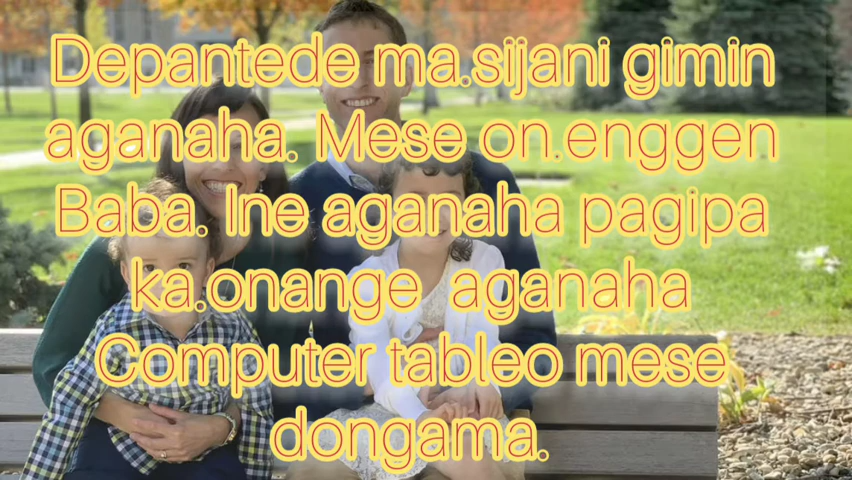 Depantede ma.sijani gimin
aganaha. Mese on.enggen
Baba. Ine aganaha pagipa
ka.onange aganaha
Computer tableo mese
dongama.